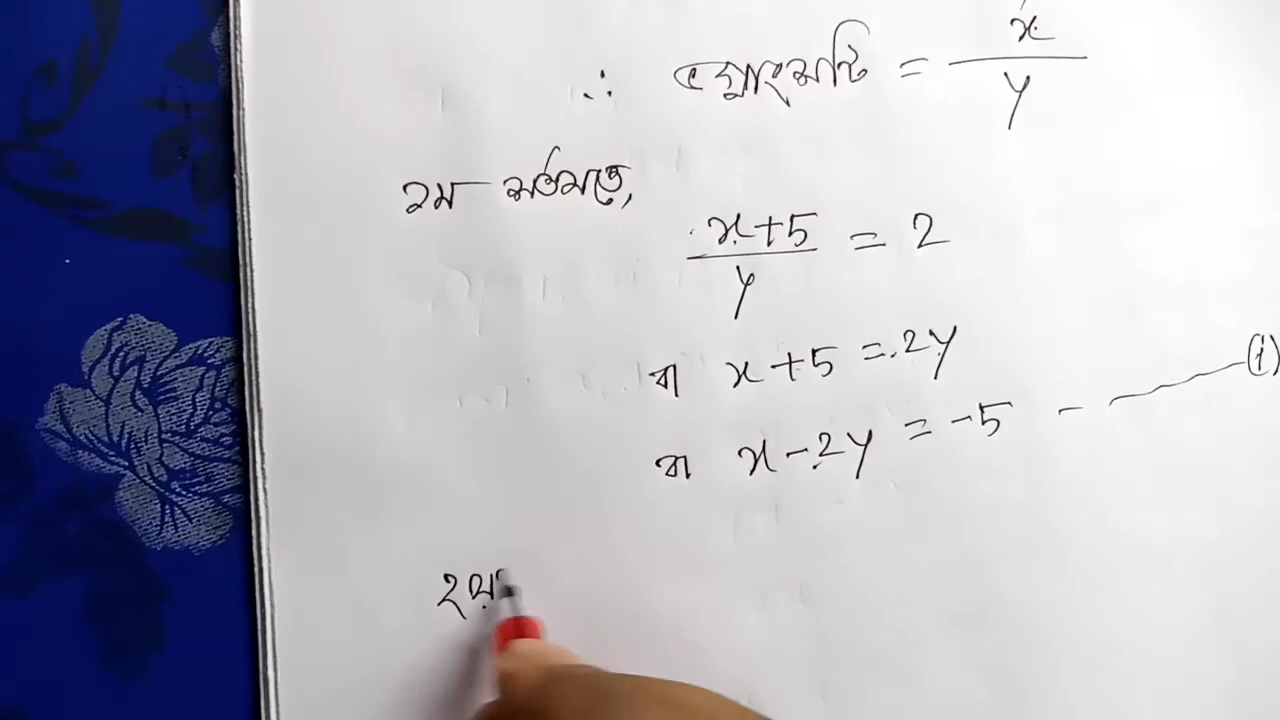 ∴ ভগ্নাংশটি = x/y
১ম শর্তমতে,
x+5/y = 2
বা x+5 = 2y
বা x-2y = -5 - — (i)
২য়